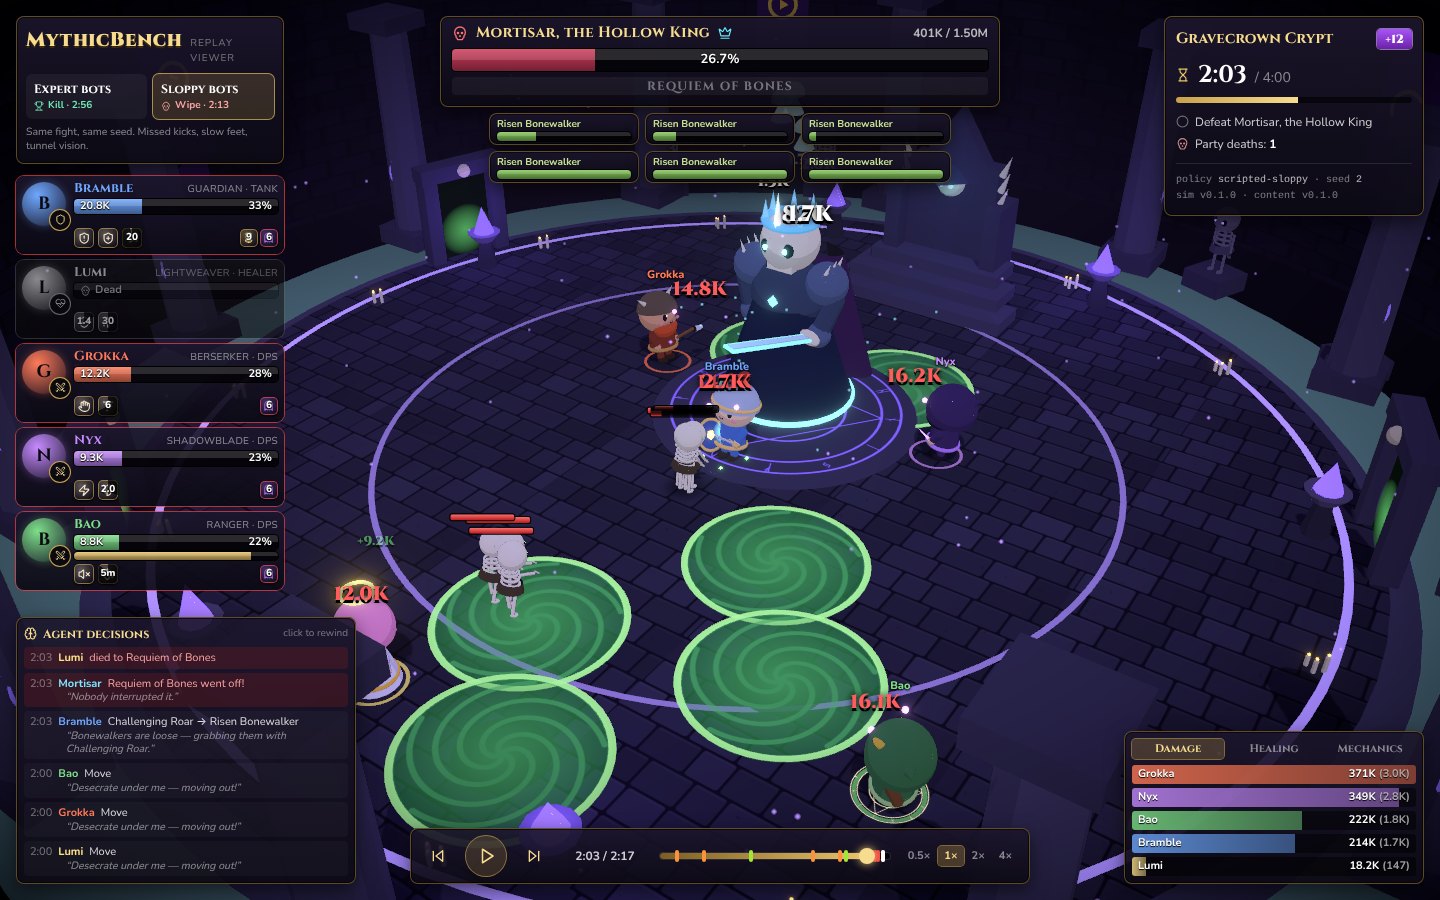 MYTHICBENCH
REPLAY VIEWER
EXPERT BOTS
Kill · 2:56
SLOPPY BOTS
Wipe · 2:13
Same fight, same seed. Missed kicks, slow feet,
tunnel vision.
B
BRAMBLE
GUARDIAN · TANK
20.8K
33%
20
9
6
L
LUMI
LIGHTWEAVER · HEALER
Dead
14
30
G
GROKKA
BERSERKER · DPS
12.2K
28%
6
6
N
NYX
SHADOWBLADE · DPS
9.3K
23%
2.0
6
B
BAO
RANGER · DPS
8.8K
22%
5m
6
MORTISAR, THE HOLLOW KING
401K / 1.50M
26.7%
REQUIEM OF BONES
Risen Bonewalker
Risen Bonewalker
Risen Bonewalker
Risen Bonewalker
Risen Bonewalker
Risen Bonewalker
GRAVECROWN CRYPT
+12
2:03 / 4:00
Defeat Mortisar, the Hollow King
Party deaths: 1
policy scripted-sloppy · seed 2
sim v0.1.0 · content v0.1.0
Grokka
14.8K
Bramble
Nyx
16.2K
+9.2K
12.0K
Bao
16.1K
AGENT DECISIONS
click to rewind
2:03 Lumi died to Requiem of Bones
2:03 Mortisar Requiem of Bones went off!
“Nobody interrupted it.”
2:03 Bramble Challenging Roar → Risen Bonewalker
“Bonewalkers are loose — grabbing them with
Challenging Roar.”
2:00 Bao Move
“Desecrate under me — moving out!”
2:00 Grokka Move
“Desecrate under me — moving out!”
2:00 Lumi Move
“Desecrate under me — moving out!”
2:03 / 2:17
0.5×
1×
2×
4×
DAMAGE
HEALING
MECHANICS
Grokka 371K (3.0K)
Nyx 349K (2.8K)
Bao 222K (1.8K)
Bramble 214K (1.7K)
Lumi 18.2K (147)